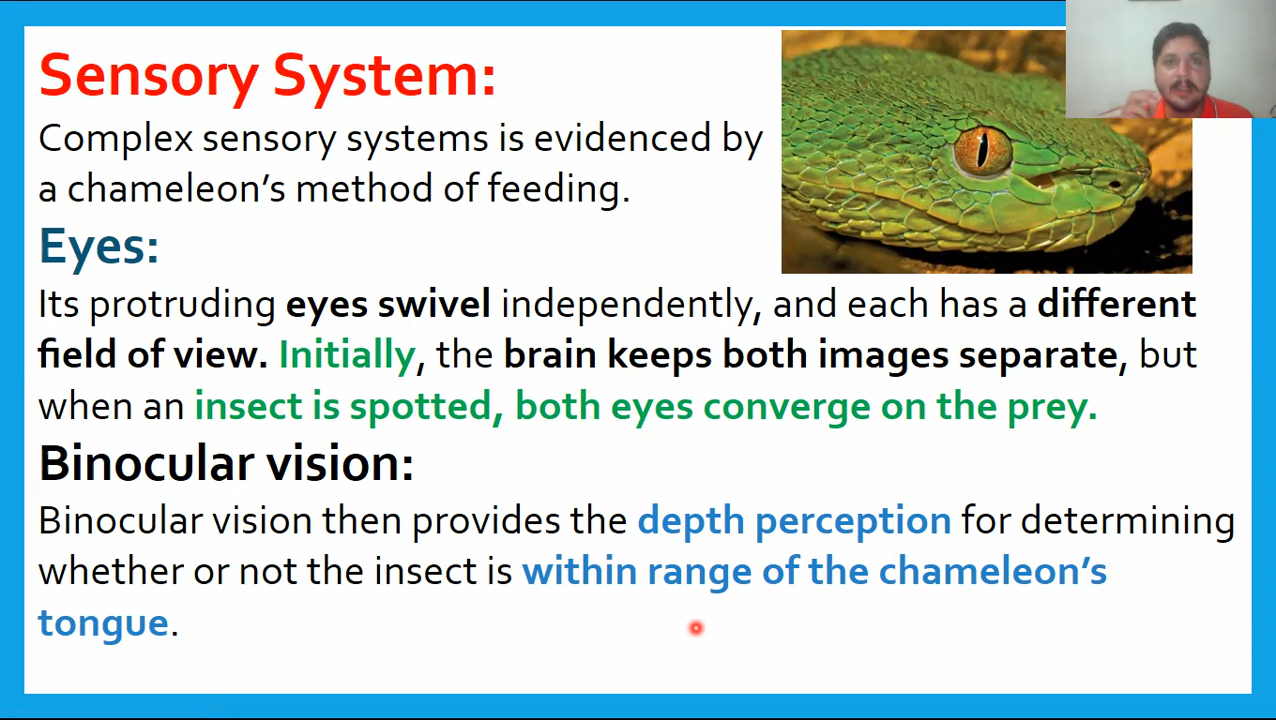 Sensory System:
Complex sensory systems is evidenced by
a chameleon's method of feeding.
Eyes:
Its protruding eyes swivel independently, and each has a different
field of view. Initially, the brain keeps both images separate, but
when an insect is spotted, both eyes converge on the prey.
Binocular vision:
Binocular vision then provides the depth perception for determining
whether or not the insect is within range of the chameleon's
tongue.